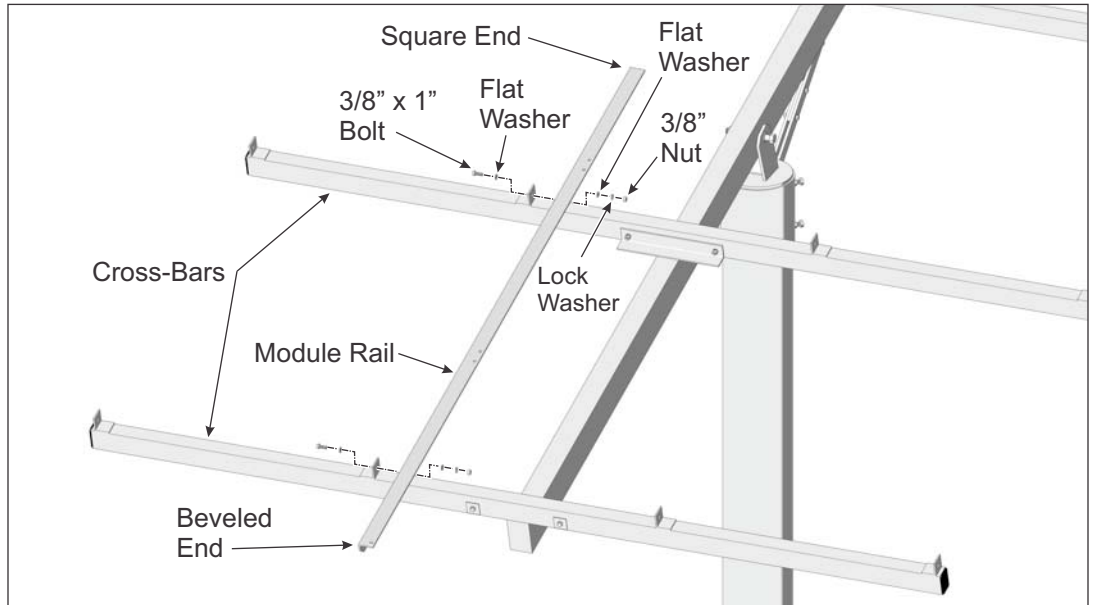 Square End
Flat
Washer
3/8” x 1”
Bolt
Flat
Washer
3/8”
Nut
Cross-Bars
Lock
Washer
Module Rail
Beveled
End